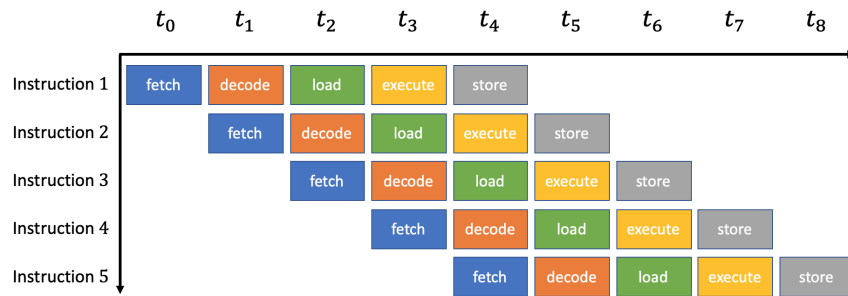 t0 t1 t2 t3 t4 t5 t6 t7 t8
Instruction 1 fetch decode load execute store
Instruction 2 fetch decode load execute store
Instruction 3 fetch decode load execute store
Instruction 4 fetch decode load execute store
Instruction 5 fetch decode load execute store